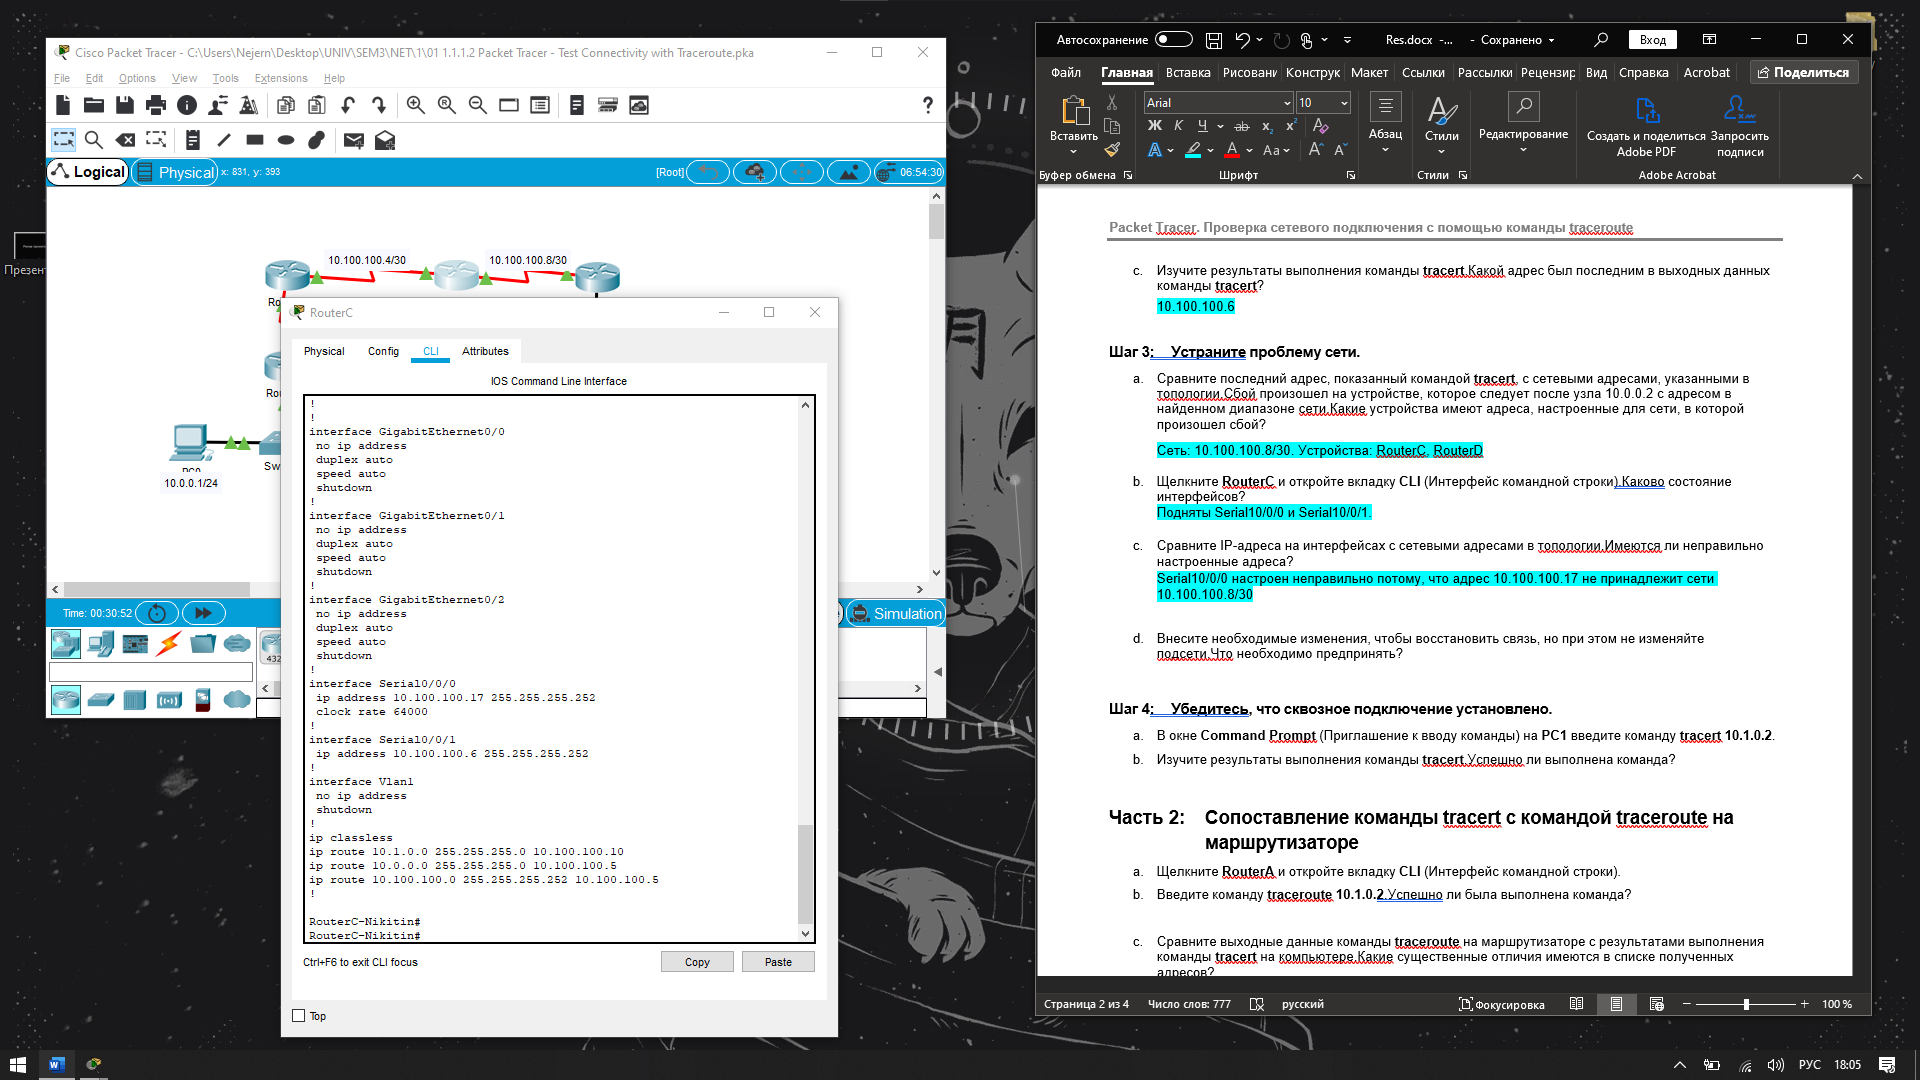 Cisco Packet Tracer - C:\Users\Nejern\Desktop\UNIV\SEM3\NET\1\01 1.1.1.2 Packet Tracer - Test Connectivity with Traceroute.pka
File Edit Options View Tools Extensions Help
Logical
Physical
x: 831, y: 393
[Root]
06:54:30
10.100.100.4/30
10.100.100.8/30
Ro
Ro
Sw
PC0
10.0.0.1/24
Time: 00:30:52
Simulation
432
RouterC
Physical Config CLI Attributes
IOS Command Line Interface
!
!
interface GigabitEthernet0/0
no ip address
duplex auto
speed auto
shutdown
!
interface GigabitEthernet0/1
no ip address
duplex auto
speed auto
shutdown
!
interface GigabitEthernet0/2
no ip address
duplex auto
speed auto
shutdown
!
interface Serial0/0/0
ip address 10.100.100.17 255.255.255.252
clock rate 64000
!
interface Serial0/0/1
ip address 10.100.100.6 255.255.255.252
!
interface Vlan1
no ip address
shutdown
!
ip classless
ip route 10.1.0.0 255.255.255.0 10.100.100.10
ip route 10.0.0.0 255.255.255.0 10.100.100.5
ip route 10.100.100.0 255.255.255.252 10.100.100.5
!
RouterC-Nikitin#
RouterC-Nikitin#
Ctrl+F6 to exit CLI focus
Copy
Paste
Top
Презент
Автосохранение
Res.docx -... - Сохранено
Вход
Файл Главная Вставка Рисовани Конструк Макет Ссылки Рассылки Рецензир Вид Справка Acrobat
Поделиться
Вставить
Arial
10
Ж К Ч ab x₂ x²
Aa
Абзац
Стили
Редактирование
Создать и поделиться Adobe PDF
Запросить подписи
Буфер обмена
Шрифт
Стили
Adobe Acrobat
Packet Tracer. Проверка сетевого подключения с помощью команды traceroute
c. Изучите результаты выполнения команды tracert.Какой адрес был последним в выходных данных
команды tracert?
10.100.100.6
Шаг 3: Устраните проблему сети.
a. Сравните последний адрес, показанный командой tracert, с сетевыми адресами, указанными в
топологии.Сбой произошел на устройстве, которое следует после узла 10.0.0.2 с адресом в
найденном диапазоне сети.Какие устройства имеют адреса, настроенные для сети, в которой
произошел сбой?
Сеть: 10.100.100.8/30. Устройства: RouterC, RouterD
b. Щелкните RouterC и откройте вкладку CLI (Интерфейс командной строки).Каково состояние
интерфейсов?
Подняты Serial10/0/0 и Serial10/0/1.
c. Сравните IP-адреса на интерфейсах с сетевыми адресами в топологии.Имеются ли неправильно
настроенные адреса?
Serial10/0/0 настроен неправильно потому, что адрес 10.100.100.17 не принадлежит сети
10.100.100.8/30
d. Внесите необходимые изменения, чтобы восстановить связь, но при этом не изменяйте
подсети.Что необходимо предпринять?
Шаг 4: Убедитесь, что сквозное подключение установлено.
a. В окне Command Prompt (Приглашение к вводу команды) на PC1 введите команду tracert 10.1.0.2.
b. Изучите результаты выполнения команды tracert.Успешно ли выполнена команда?
Часть 2: Сопоставление команды tracert с командой traceroute на
маршрутизаторе
a. Щелкните RouterA и откройте вкладку CLI (Интерфейс командной строки).
b. Введите команду traceroute 10.1.0.2.Успешно ли была выполнена команда?
c. Сравните выходные данные команды traceroute на маршрутизаторе с результатами выполнения
команды tracert на компьютере.Какие существенные отличия имеются в списке полученных
адресов?
Страница 2 из 4 Число слов: 777 русский
Фокусировка
100 %
РУС 18:05